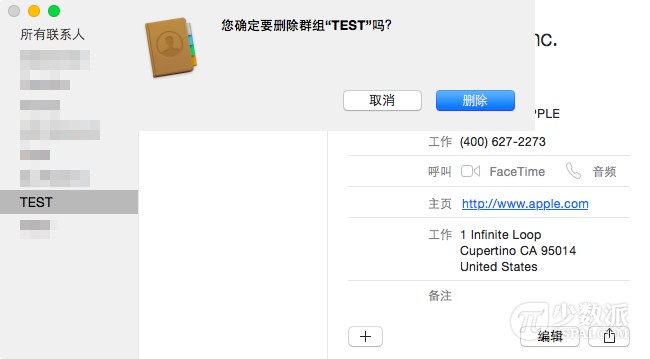 所有联系人
TEST
您确定要删除群组“TEST”吗?
取消
删除
nc.
PPLE
工作 (400) 627-2273
呼叫 FaceTime 音频
主页 http://www.apple.com
工作 1 Infinite Loop
Cupertino CA 95014
United States
备注
编辑
少数派
SSPAI.COM